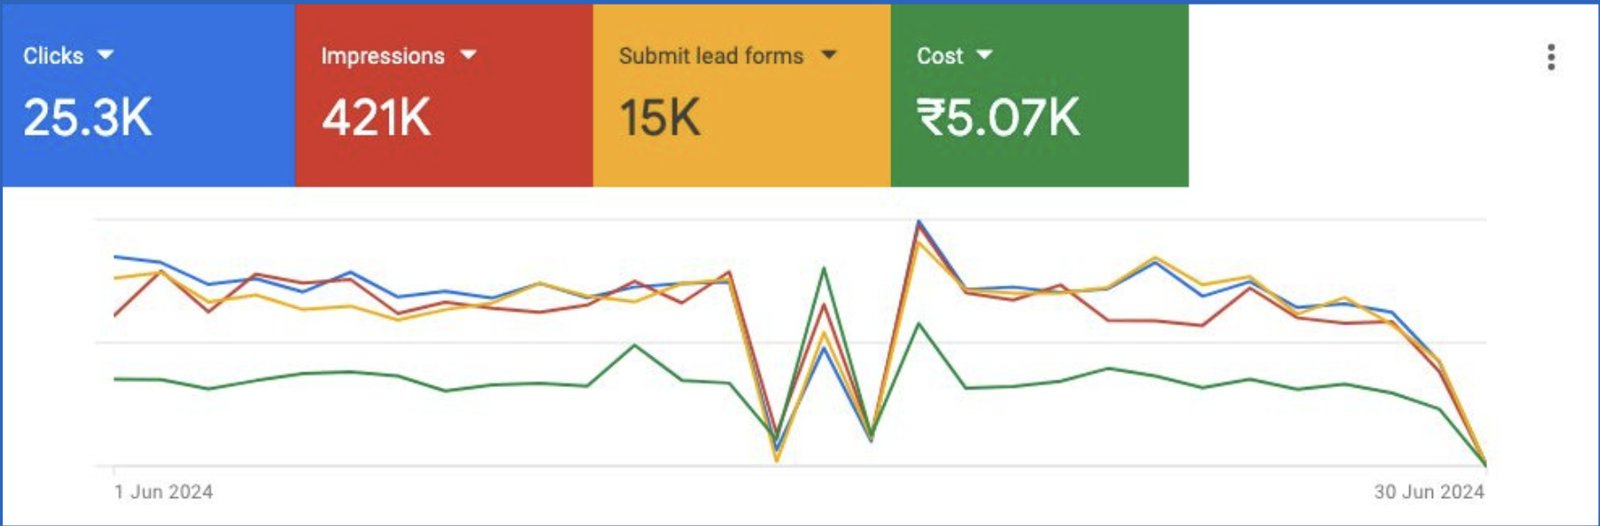 Clicks
25.3K
Impressions
421K
Submit lead forms
15K
Cost
₹5.07K
1 Jun 2024
30 Jun 2024